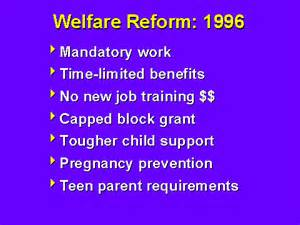 Welfare Reform: 1996
Mandatory work
Time-limited benefits
No new job training $$
Capped block grant
Tougher child support
Pregnancy prevention
Teen parent requirements